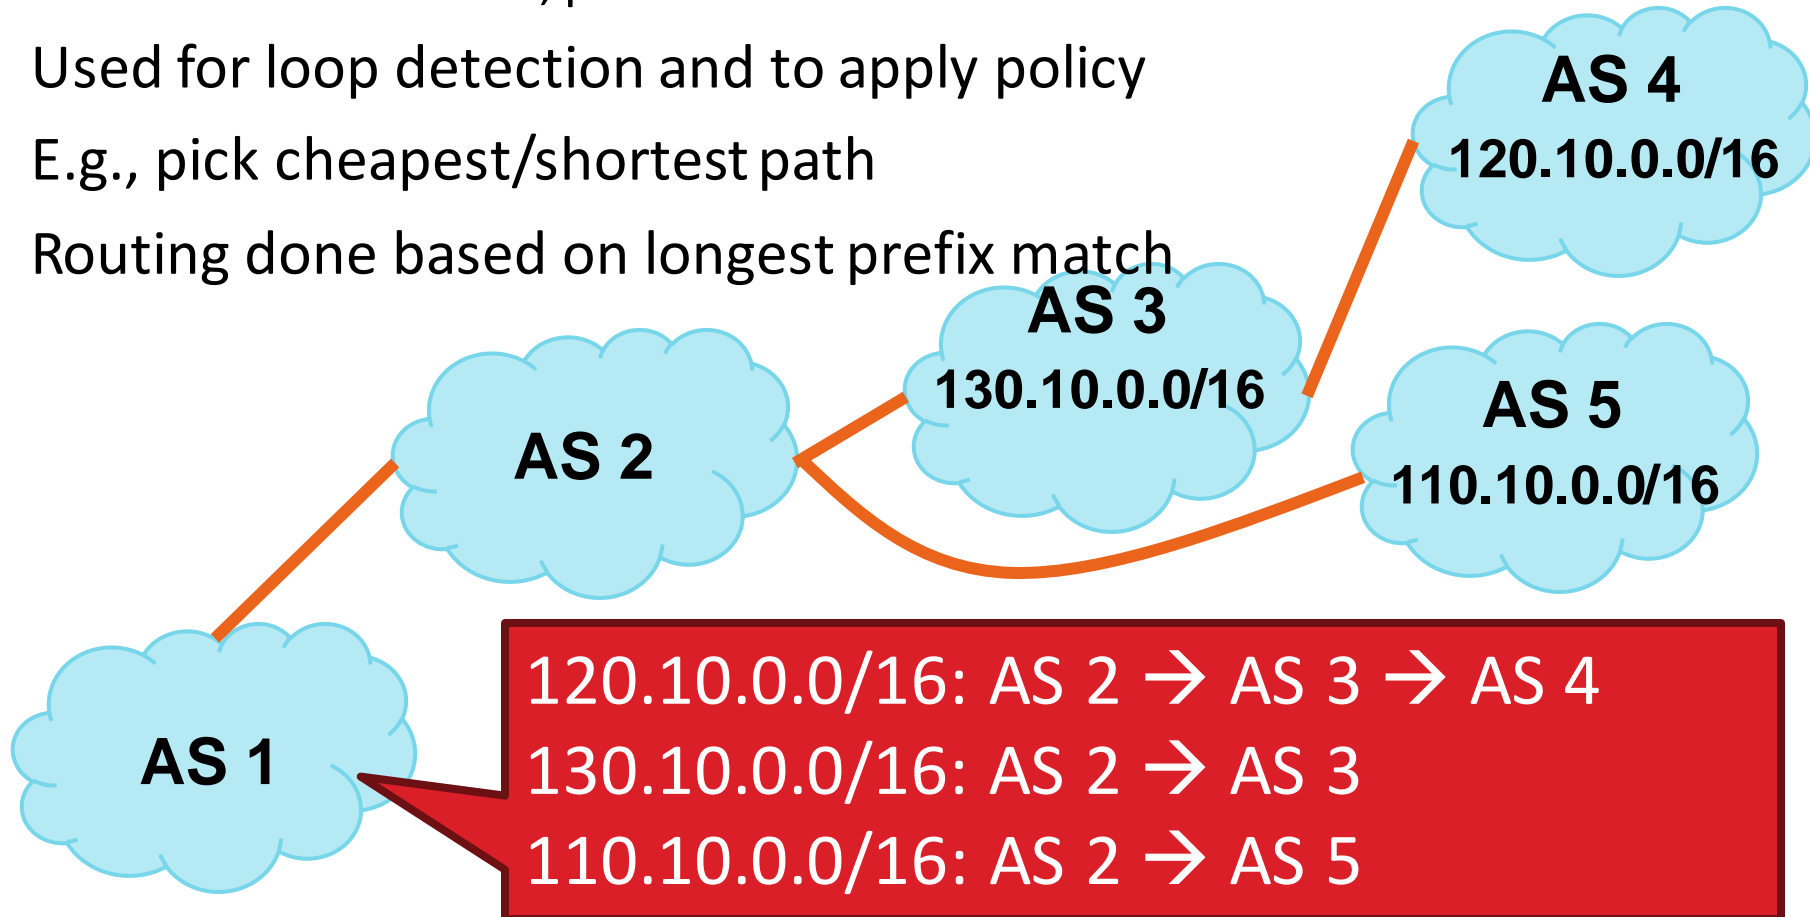 Used for loop detection and to apply policy
E.g., pick cheapest/shortest path
Routing done based on longest prefix match
AS 4
120.10.0.0/16
AS 3
130.10.0.0/16
AS 5
110.10.0.0/16
AS 2
AS 1
120.10.0.0/16: AS 2 → AS 3 → AS 4
130.10.0.0/16: AS 2 → AS 3
110.10.0.0/16: AS 2 → AS 5